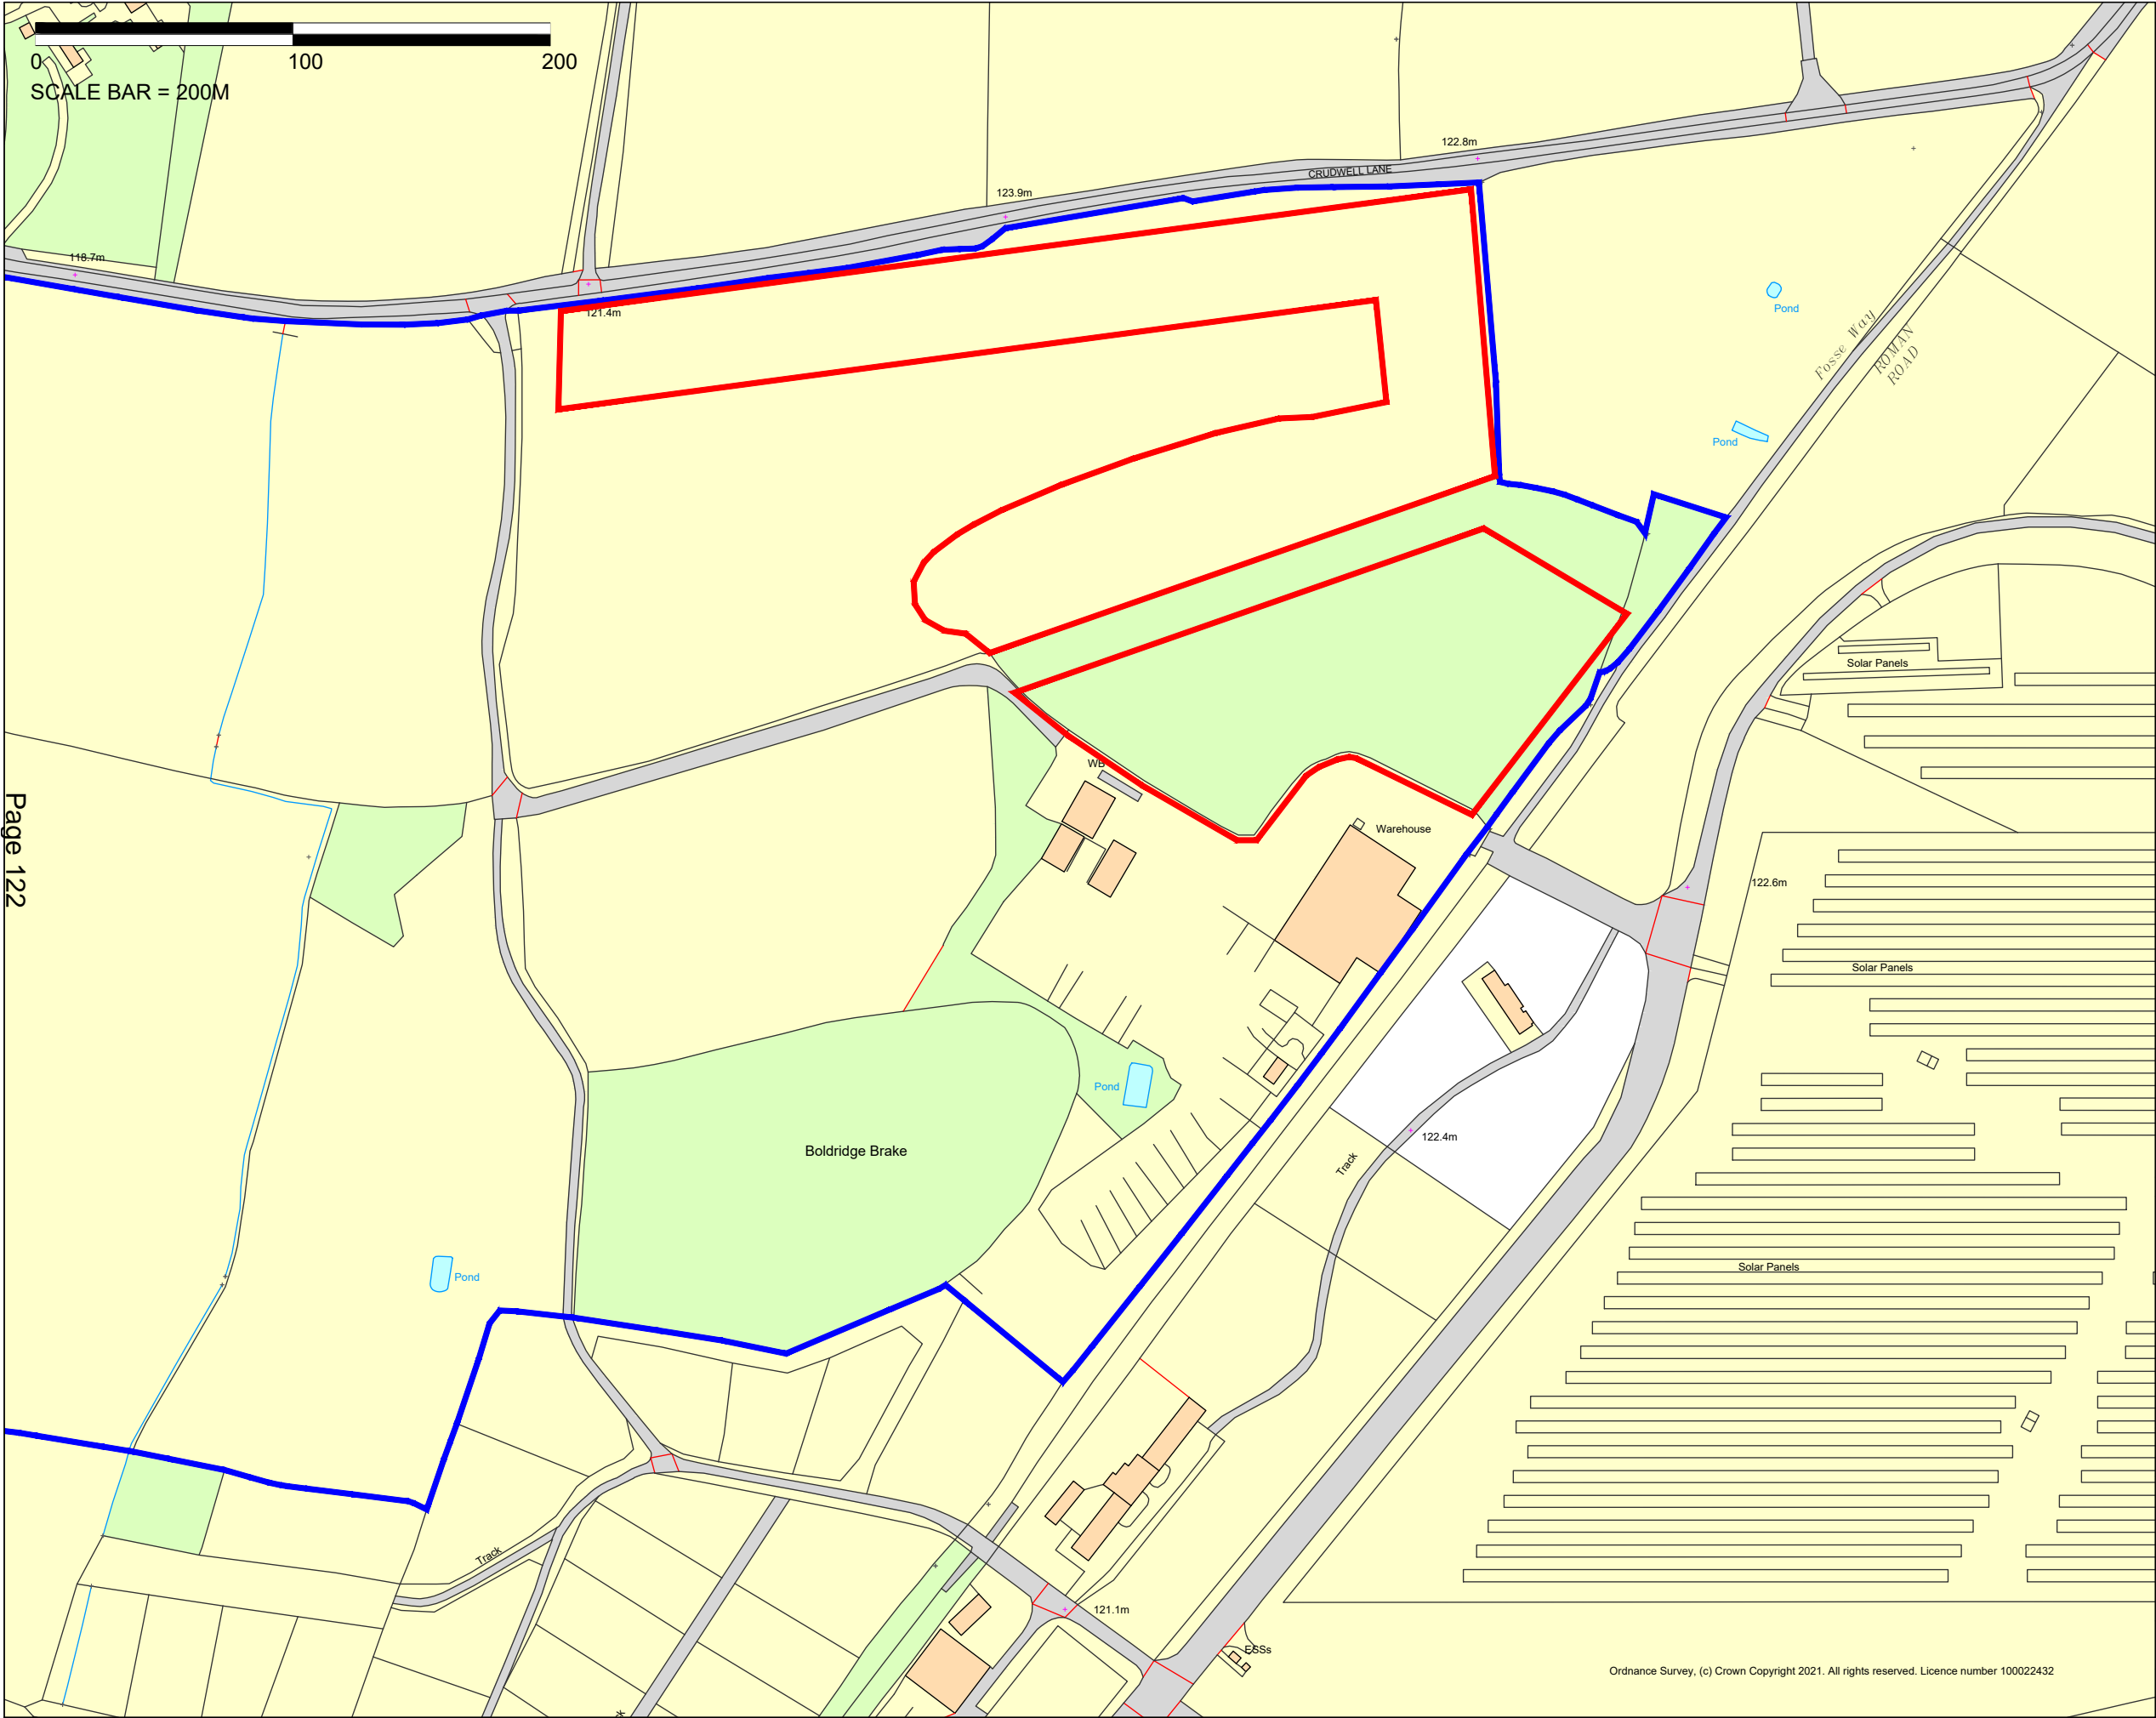 0 100 200
SCALE BAR = 200M
122.8m
CRUDWELL LANE
123.9m
118.7m
121.4m
Pond
Fosse Way
ROMAN
ROAD
Pond
Solar Panels
WB
Page 122
Warehouse
122.6m
Solar Panels
Pond
122.4m
Boldridge Brake
Track
Pond
Solar Panels
Track
121.1m
ESSs
Ordnance Survey, (c) Crown Copyright 2021. All rights reserved. Licence number 100022432